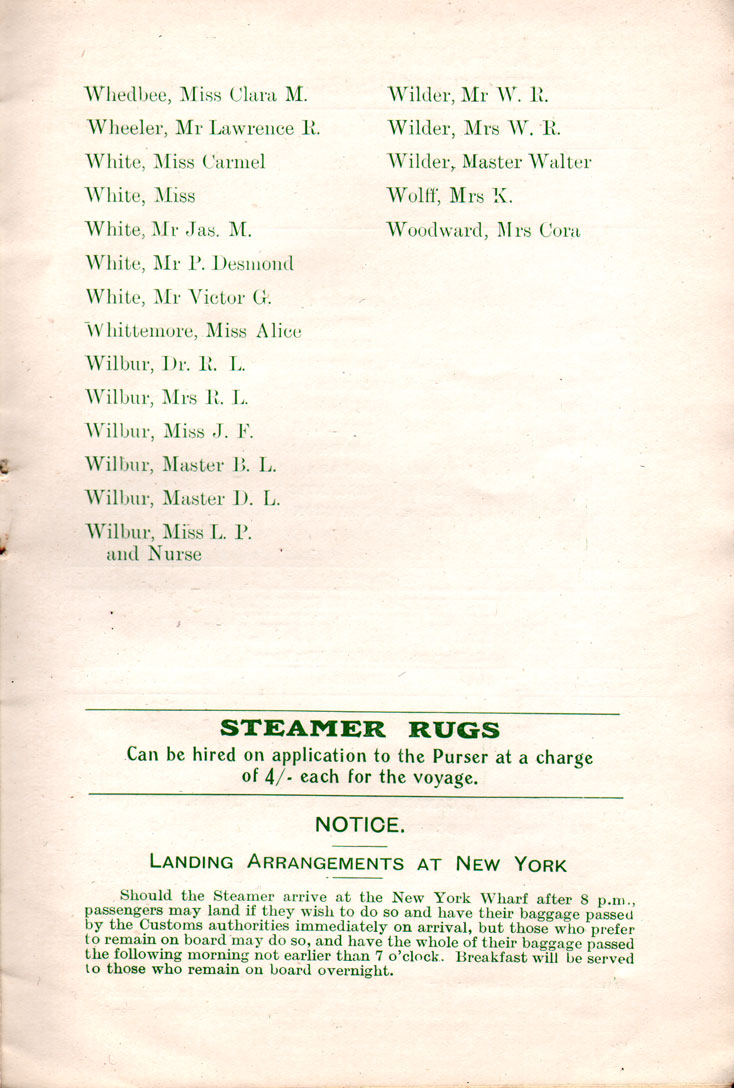 Whedbee, Miss Clara M.
Wheeler, Mr Lawrence R.
White, Miss Carmel
White, Miss
White, Mr Jas. M.
White, Mr P. Desmond
White, Mr Victor G.
Whittemore, Miss Alice
Wilbur, Dr. R. L.
Wilbur, Mrs R. L.
Wilbur, Miss J. F.
Wilbur, Master B. L.
Wilbur, Master D. L.
Wilbur, Miss L. P.
and Nurse
Wilder, Mr W. R.
Wilder, Mrs W. R.
Wilder, Master Walter
Wolff, Mrs K.
Woodward, Mrs Cora
STEAMER RUGS
Can be hired on application to the Purser at a charge
of 4/- each for the voyage.
NOTICE.
LANDING ARRANGEMENTS AT NEW YORK
Should the Steamer arrive at the New York Wharf after 8 p.m.,
passengers may land if they wish to do so and have their baggage passed
by the Customs authorities immediately on arrival, but those who prefer
to remain on board may do so, and have the whole of their baggage passed
the following morning not earlier than 7 o'clock. Breakfast will be served
to those who remain on board overnight.